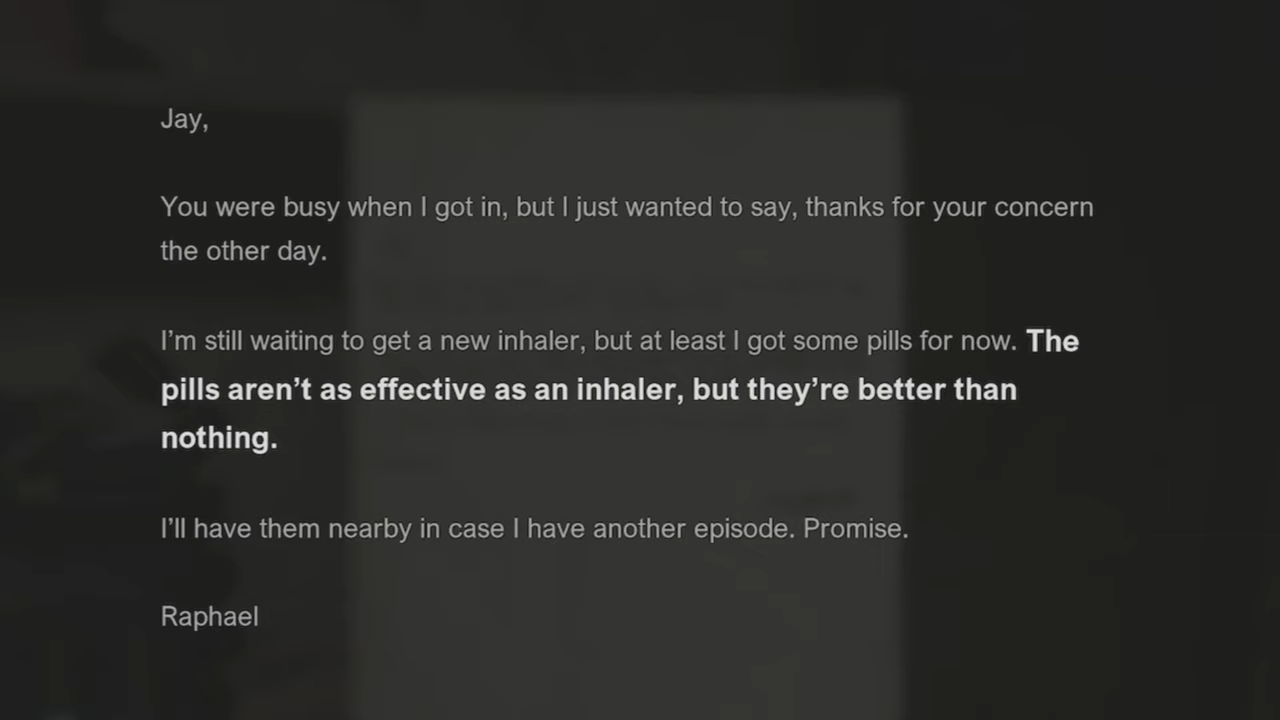 Jay,
You were busy when I got in, but I just wanted to say, thanks for your concern
the other day.
I'm still waiting to get a new inhaler, but at least I got some pills for now. The
pills aren't as effective as an inhaler, but they're better than
nothing.
I'll have them nearby in case I have another episode. Promise.
Raphael